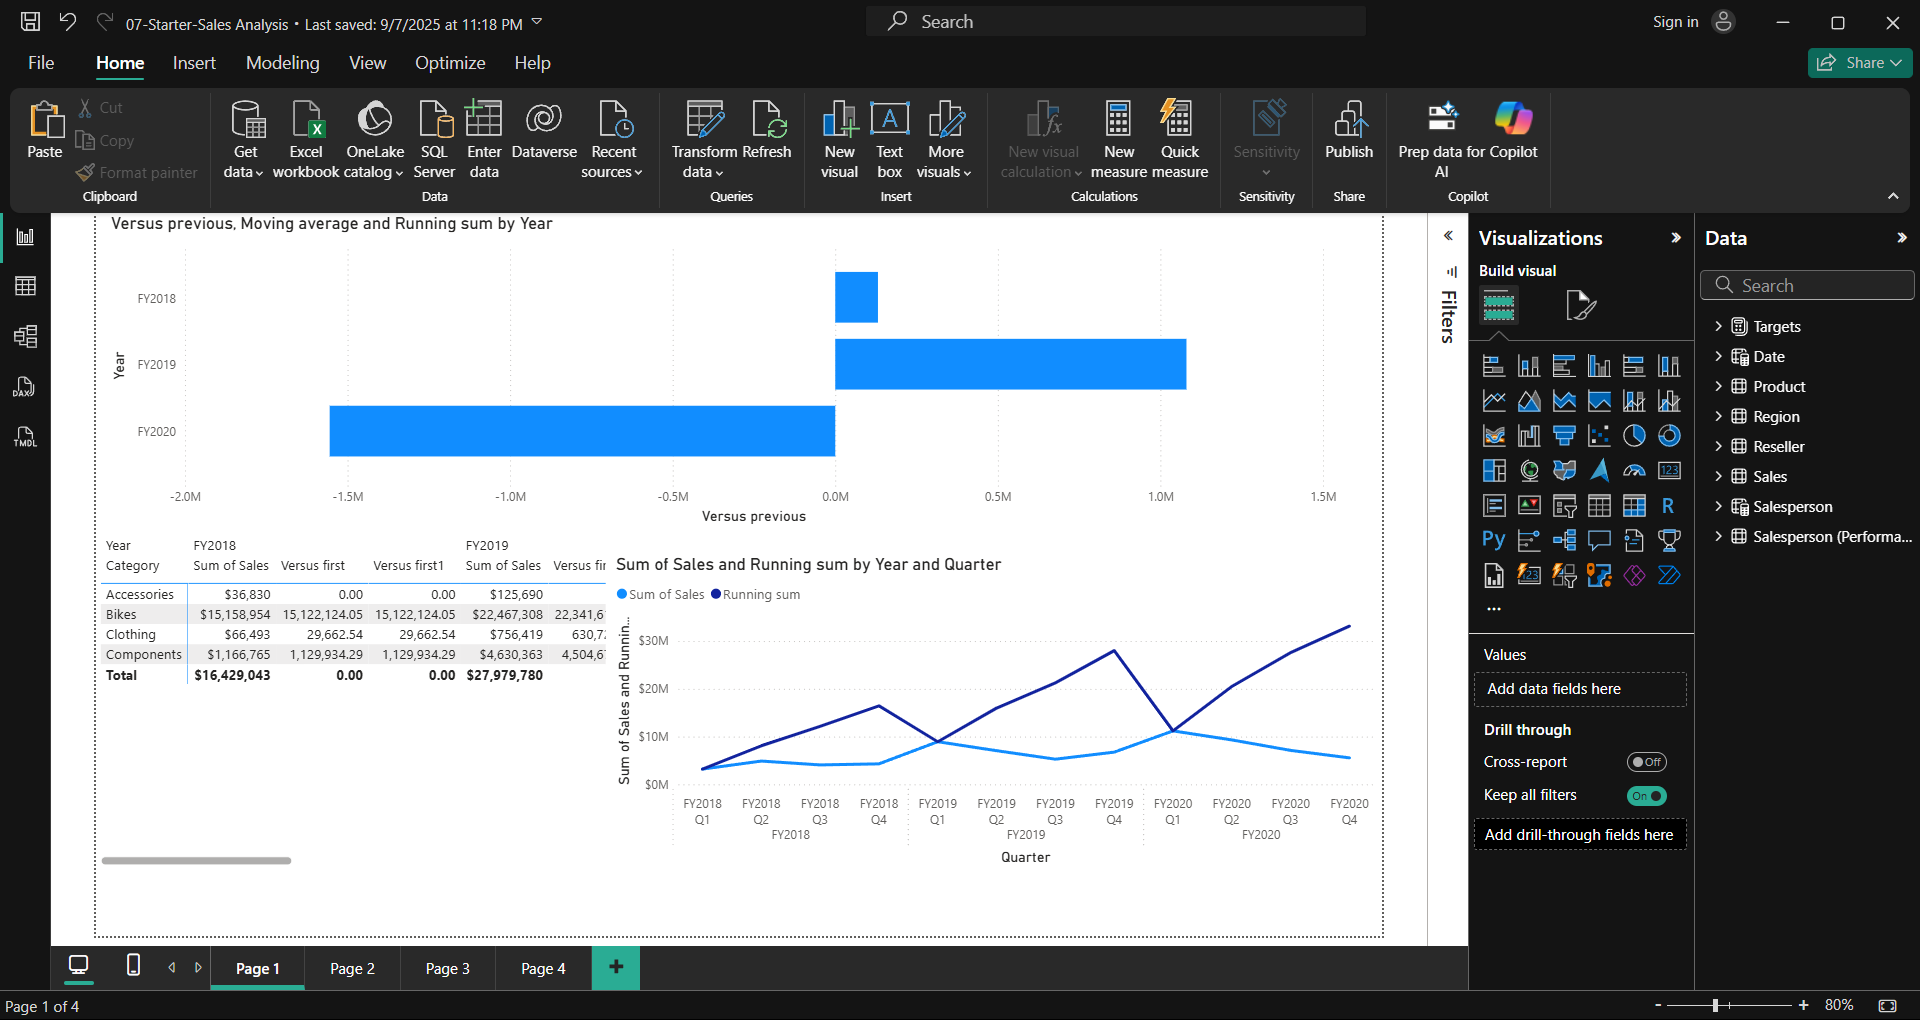 07-Starter-Sales Analysis • Last saved: 9/7/2025 at 11:18 PM
Search
Sign in
File
Home
Insert
Modeling
View
Optimize
Help
Share
Paste
Cut
Copy
Format painter
Clipboard
Get data
Excel workbook
OneLake catalog
SQL Server
Enter data
Dataverse
Recent sources
Data
Transform data
Refresh
Queries
New visual
Text box
More visuals
Insert
New visual calculation
New measure
Quick measure
Calculations
Sensitivity
Sensitivity
Publish
Share
Prep data for AI
Copilot
Copilot
DAX
TMDL
Versus previous, Moving average and Running sum by Year
Year
FY2018
FY2019
FY2020
-2.0M -1.5M -1.0M -0.5M 0.0M 0.5M 1.0M 1.5M
Versus previous
Year FY2018 FY2019
Category Sum of Sales Versus first Versus first1 Sum of Sales Versus fir
Accessories $36,830 0.00 0.00 $125,690
Bikes $15,158,954 15,122,124.05 15,122,124.05 $22,467,308 22,341,6
Clothing $66,493 29,662.54 29,662.54 $756,419 630,7
Components $1,166,765 1,129,934.29 1,129,934.29 $4,630,363 4,504,67
Total $16,429,043 0.00 0.00 $27,979,780
Sum of Sales and Running sum by Year and Quarter
Sum of Sales Running sum
Sum of Sales and Runnin...
$30M
$20M
$10M
$0M
FY2018 FY2018 FY2018 FY2018 FY2019 FY2019 FY2019 FY2019 FY2020 FY2020 FY2020 FY2020
Q1 Q2 Q3 Q4 Q1 Q2 Q3 Q4 Q1 Q2 Q3 Q4
FY2018 FY2019 FY2020
Quarter
Filters
Visualizations
Build visual
123
R
Py
123
...
Values
Add data fields here
Drill through
Cross-report
Off
Keep all filters
On
Add drill-through fields here
Data
Search
Targets
Date
Product
Region
Reseller
Sales
Salesperson
Salesperson (Performa...
Page 1
Page 2
Page 3
Page 4
+
Page 1 of 4
- + 80%